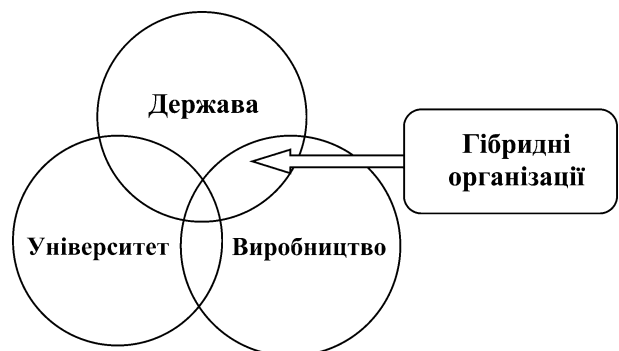 Держава
Гібридні
організації
Університет
Виробництво